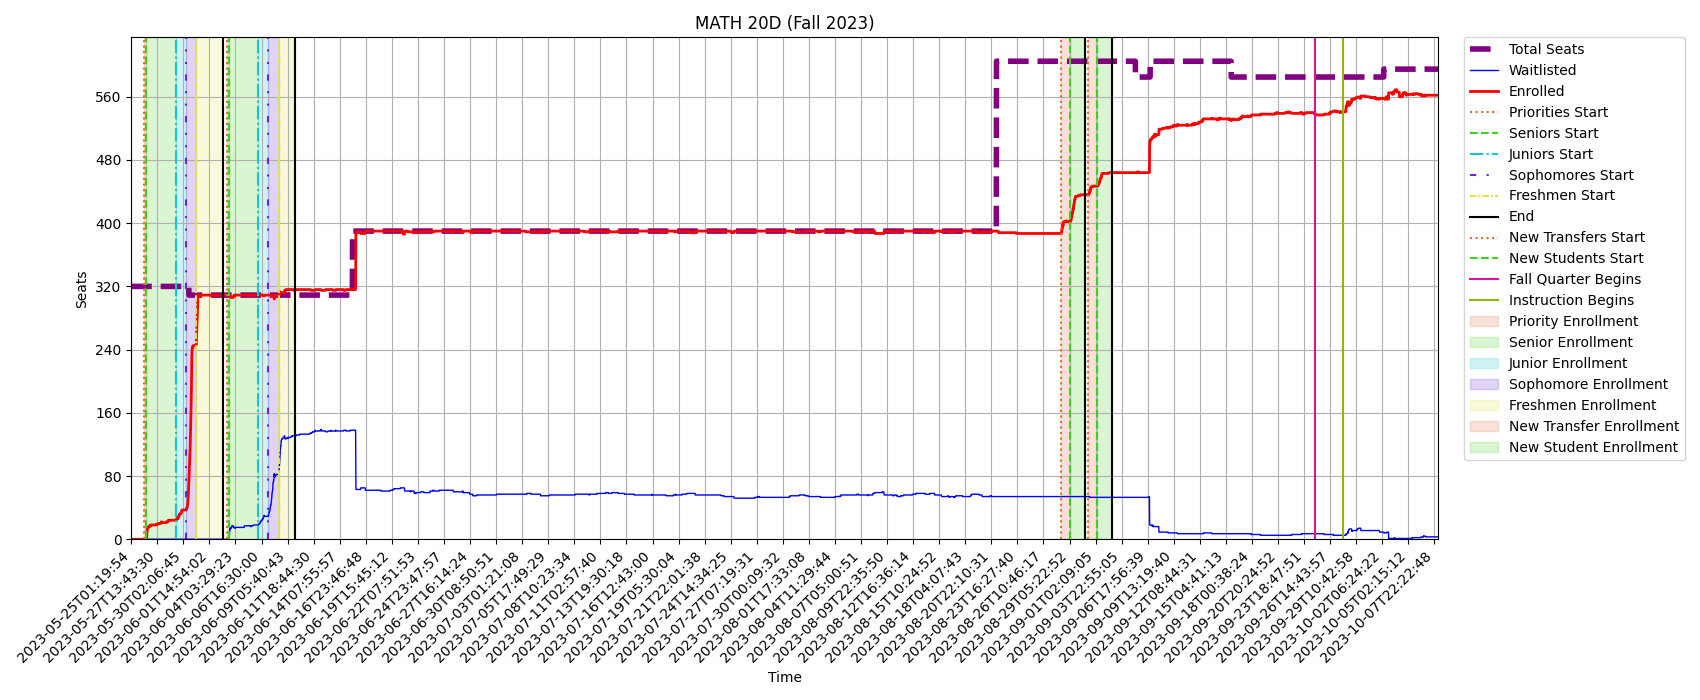 MATH 20D (Fall 2023)
Seats
560
480
400
320
240
160
80
0
2023-05-25T01:19:54
2023-05-27T13:43:30
2023-05-30T02:06:45
2023-06-01T14:54:02
2023-06-04T03:29:23
2023-06-06T16:30:00
2023-06-09T05:40:43
2023-06-11T18:44:30
2023-06-14T07:55:57
2023-06-16T23:46:48
2023-06-19T15:45:12
2023-06-22T07:51:53
2023-06-24T23:47:57
2023-06-27T16:14:24
2023-06-30T08:50:51
2023-07-03T01:21:08
2023-07-05T17:49:29
2023-07-08T10:23:34
2023-07-11T02:57:40
2023-07-13T19:30:18
2023-07-16T12:43:00
2023-07-19T05:30:04
2023-07-21T22:01:38
2023-07-24T14:34:25
2023-07-27T07:19:31
2023-07-30T00:09:32
2023-08-01T17:33:08
2023-08-04T11:29:44
2023-08-07T05:00:51
2023-08-09T22:35:50
2023-08-12T16:36:14
2023-08-15T10:24:52
2023-08-18T04:07:43
2023-08-20T22:10:31
2023-08-23T16:27:40
2023-08-26T10:46:17
2023-08-29T05:22:52
2023-09-01T02:09:05
2023-09-03T22:55:05
2023-09-06T17:56:39
2023-09-09T13:19:40
2023-09-12T08:44:31
2023-09-15T04:41:13
2023-09-18T00:38:24
2023-09-20T20:24:52
2023-09-23T18:47:51
2023-09-26T14:43:57
2023-09-29T10:42:58
2023-10-02T06:24:22
2023-10-05T02:15:12
2023-10-07T22:22:48
Time
Total Seats
Waitlisted
Enrolled
Priorities Start
Seniors Start
Juniors Start
Sophomores Start
Freshmen Start
End
New Transfers Start
New Students Start
Fall Quarter Begins
Instruction Begins
Priority Enrollment
Senior Enrollment
Junior Enrollment
Sophomore Enrollment
Freshmen Enrollment
New Transfer Enrollment
New Student Enrollment